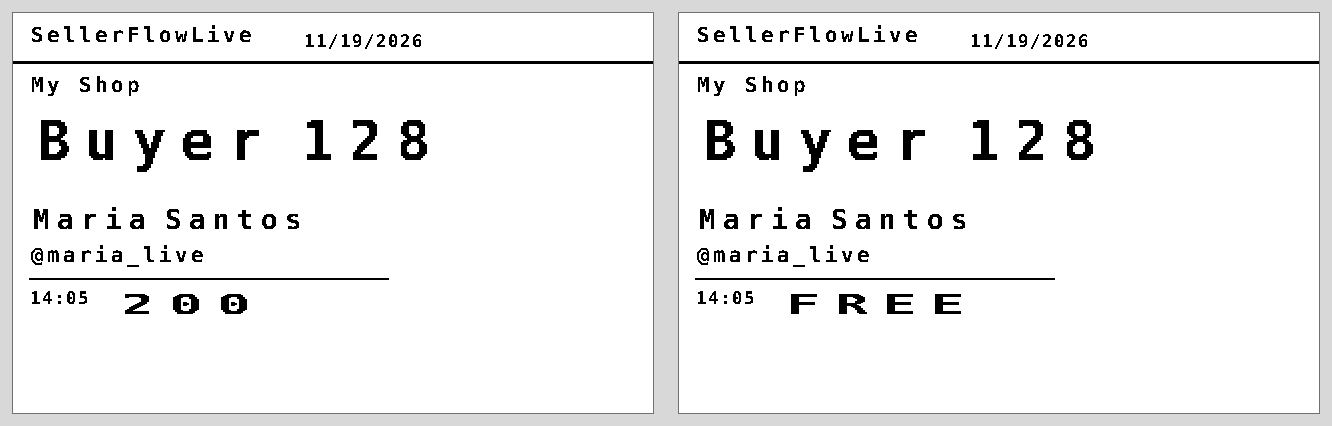 SellerFlowLive 11/19/2026
My Shop
Buyer 128
Maria Santos
@maria_live
14:05 200
SellerFlowLive 11/19/2026
My Shop
Buyer 128
Maria Santos
@maria_live
14:05 FREE